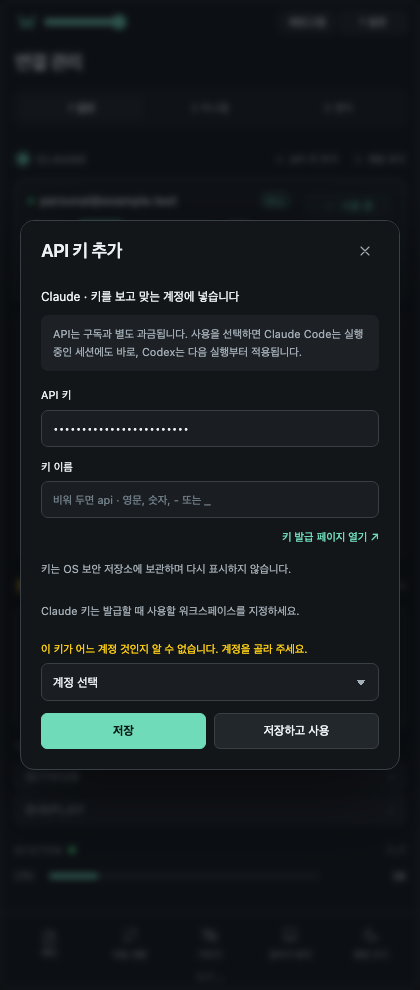 연결 관리
API 키 추가
Claude · 키를 보고 맞는 계정에 넣습니다
API는 구독과 별도 과금됩니다. 사용을 선택하면 Claude Code는 실행
중인 세션에도 바로, Codex는 다음 실행부터 적용됩니다.
API 키
••••••••••••••••••••••••
키 이름
비워 두면 api · 영문, 숫자, - 또는 _
키 발급 페이지 열기 ↗
키는 OS 보안 저장소에 보관하며 다시 표시하지 않습니다.
Claude 키는 발급할 때 사용할 워크스페이스를 지정하세요.
이 키가 어느 계정 것인지 알 수 없습니다. 계정을 골라 주세요.
계정 선택
저장
저장하고 사용